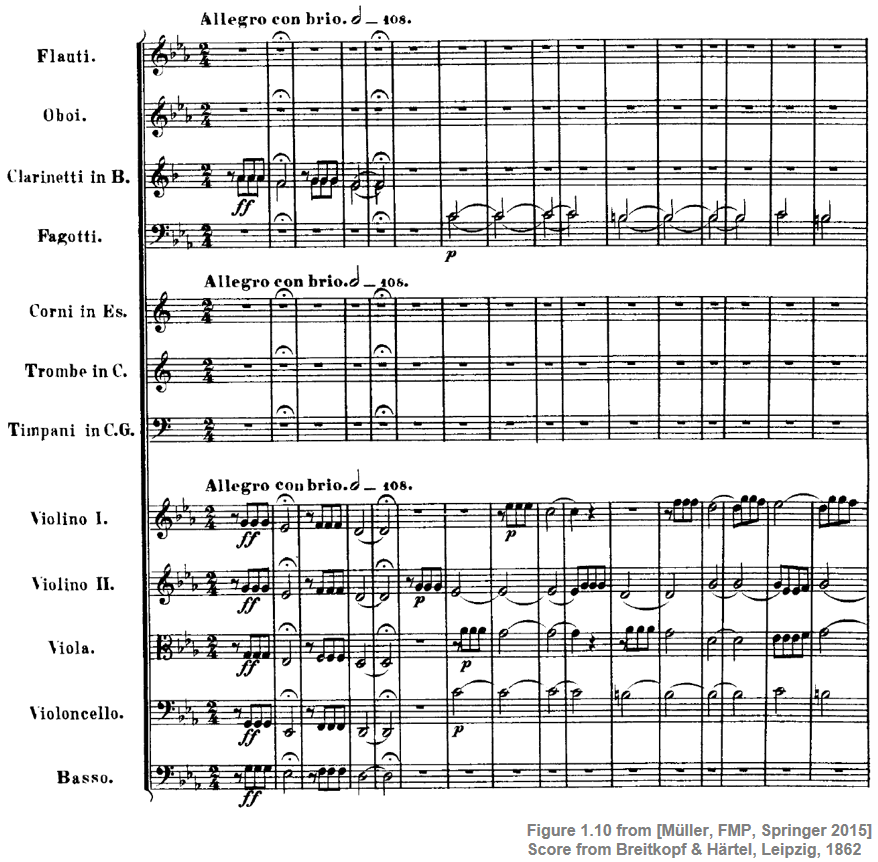 Allegro con brio. 𝅗𝅥 = 108.
Flauti.
Oboi.
Clarinetti in B.
ff
Fagotti.
p
Allegro con brio. 𝅗𝅥 = 108.
Corni in Es.
Trombe in C.
Timpani in C.G.
Allegro con brio. 𝅗𝅥 = 108.
Violino I.
ff p
Violino II.
ff p
Viola.
ff p
Violoncello.
ff p
Basso.
ff
Figure 1.10 from [Müller, FMP, Springer 2015]
Score from Breitkopf & Härtel, Leipzig, 1862